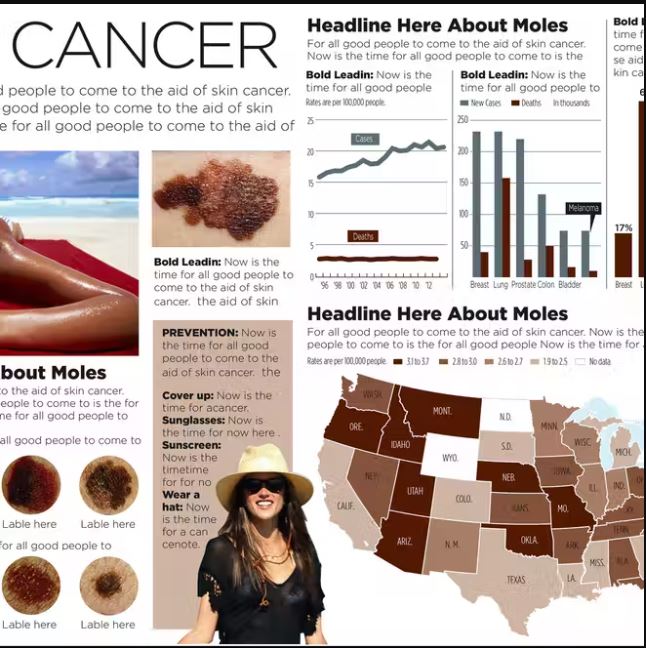 CANCER
d people to come to the aid of skin cancer.
good people to come to the aid of skin
e for all good people to come to the aid of
Bold Leadin: Now is the
time for all good people to
come to the aid of skin
cancer. the aid of skin
bout Moles
to the aid of skin cancer.
eople to come to is the for
me for all good people to
all good people to come to
Lable here
Lable here
for all good people to
Lable here
Lable here
PREVENTION: Now is
the time for all good
people to come to the
aid of skin cancer. the
Cover up: Now is the
time for acancer.
Sunglasses: Now is
the time for now here .
Sunscreen:
Now is the
timetime
for for no
Wear a
hat: Now
is the time
for a can
cenote.
Headline Here About Moles
For all good people to come to the aid of skin cancer.
Now is the time for all good people to come to is the
Bold Leadin: Now is the
time for all good people
Rates are per 100,000 people.
25
20
15
10
5
0
Cases
Deaths
'96 '98 '00 '02 '04 '06 '08 '10 '12
Bold Leadin: Now is the
time for all good people to
New Cases Deaths In thousands
250
200
150
100
50
Melanoma
Breast Lung Prostate Colon Bladder
Bold
time f
come
se aid
kin ca
6
17%
Breast L
Headline Here About Moles
For all good people to come to the aid of skin cancer. Now is the
people to come to is the for all good people Now is the time for
Rates are per 100,000 people. 3.1 to 3.7 2.8 to 3.0 2.6 to 2.7 1.9 to 2.5 No data
WASH.
MONT.
N.D.
MINN.
ORE.
IDAHO
S.D.
WISC.
MICH.
WYO.
NEV.
NEB.
IOWA.
UTAH
COLO.
ILL.
IND.
OH
CALIF.
KANS.
MO.
KY.
ARIZ.
N. M.
OKLA.
ARK.
TENN.
TEXAS
LA.
MISS.
ALA.